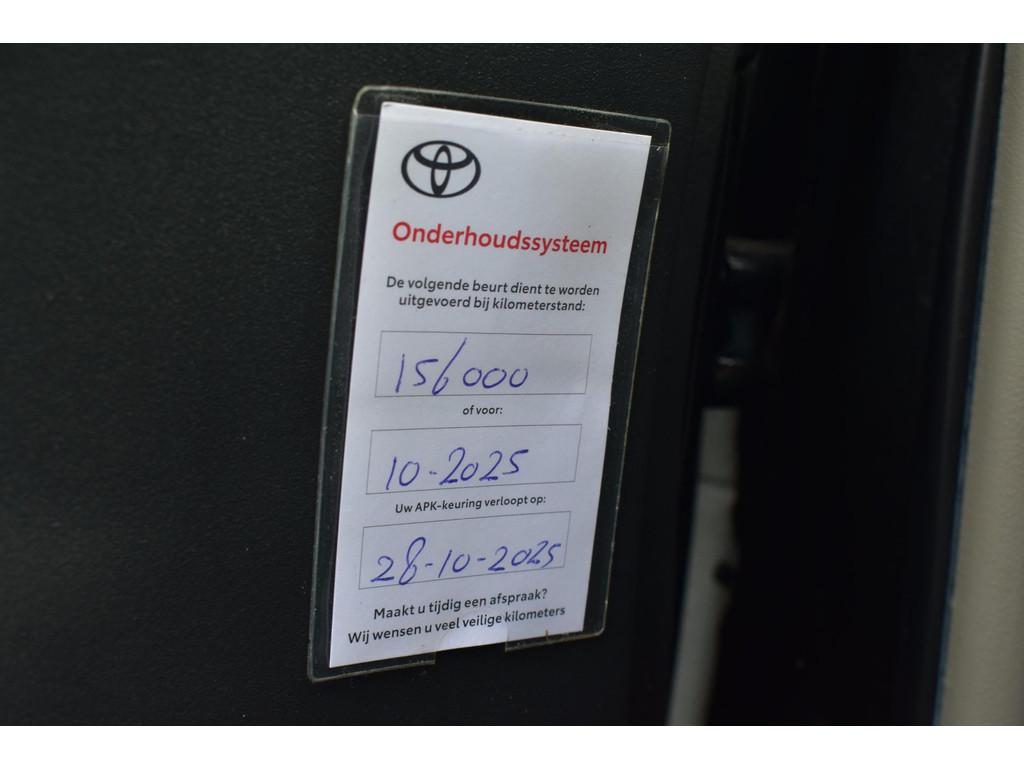 Onderhoudssysteem
De volgende beurt dient te worden
uitgevoerd bij kilometerstand:
156000
of voor:
10-2025
Uw APK-keuring verloopt op:
28-10-2025
Maakt u tijdig een afspraak?
Wij wensen u veel veilige kilometers